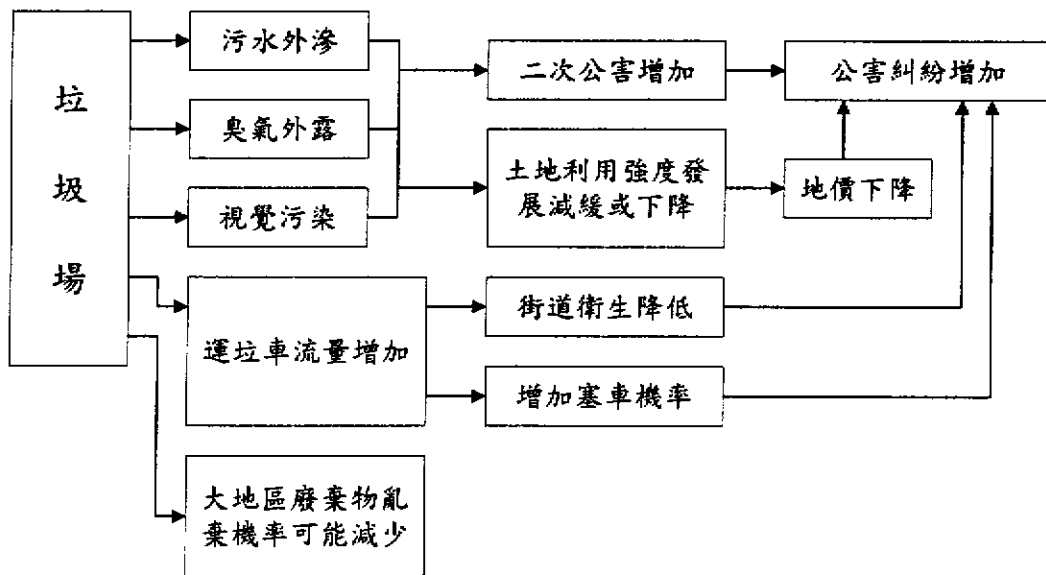 垃圾場
污水外滲
臭氣外露
視覺污染
運垃車流量增加
大地區廢棄物亂
棄機率可能減少
二次公害增加
土地利用強度發
展減緩或下降
街道衛生降低
增加塞車機率
公害糾紛增加
地價下降